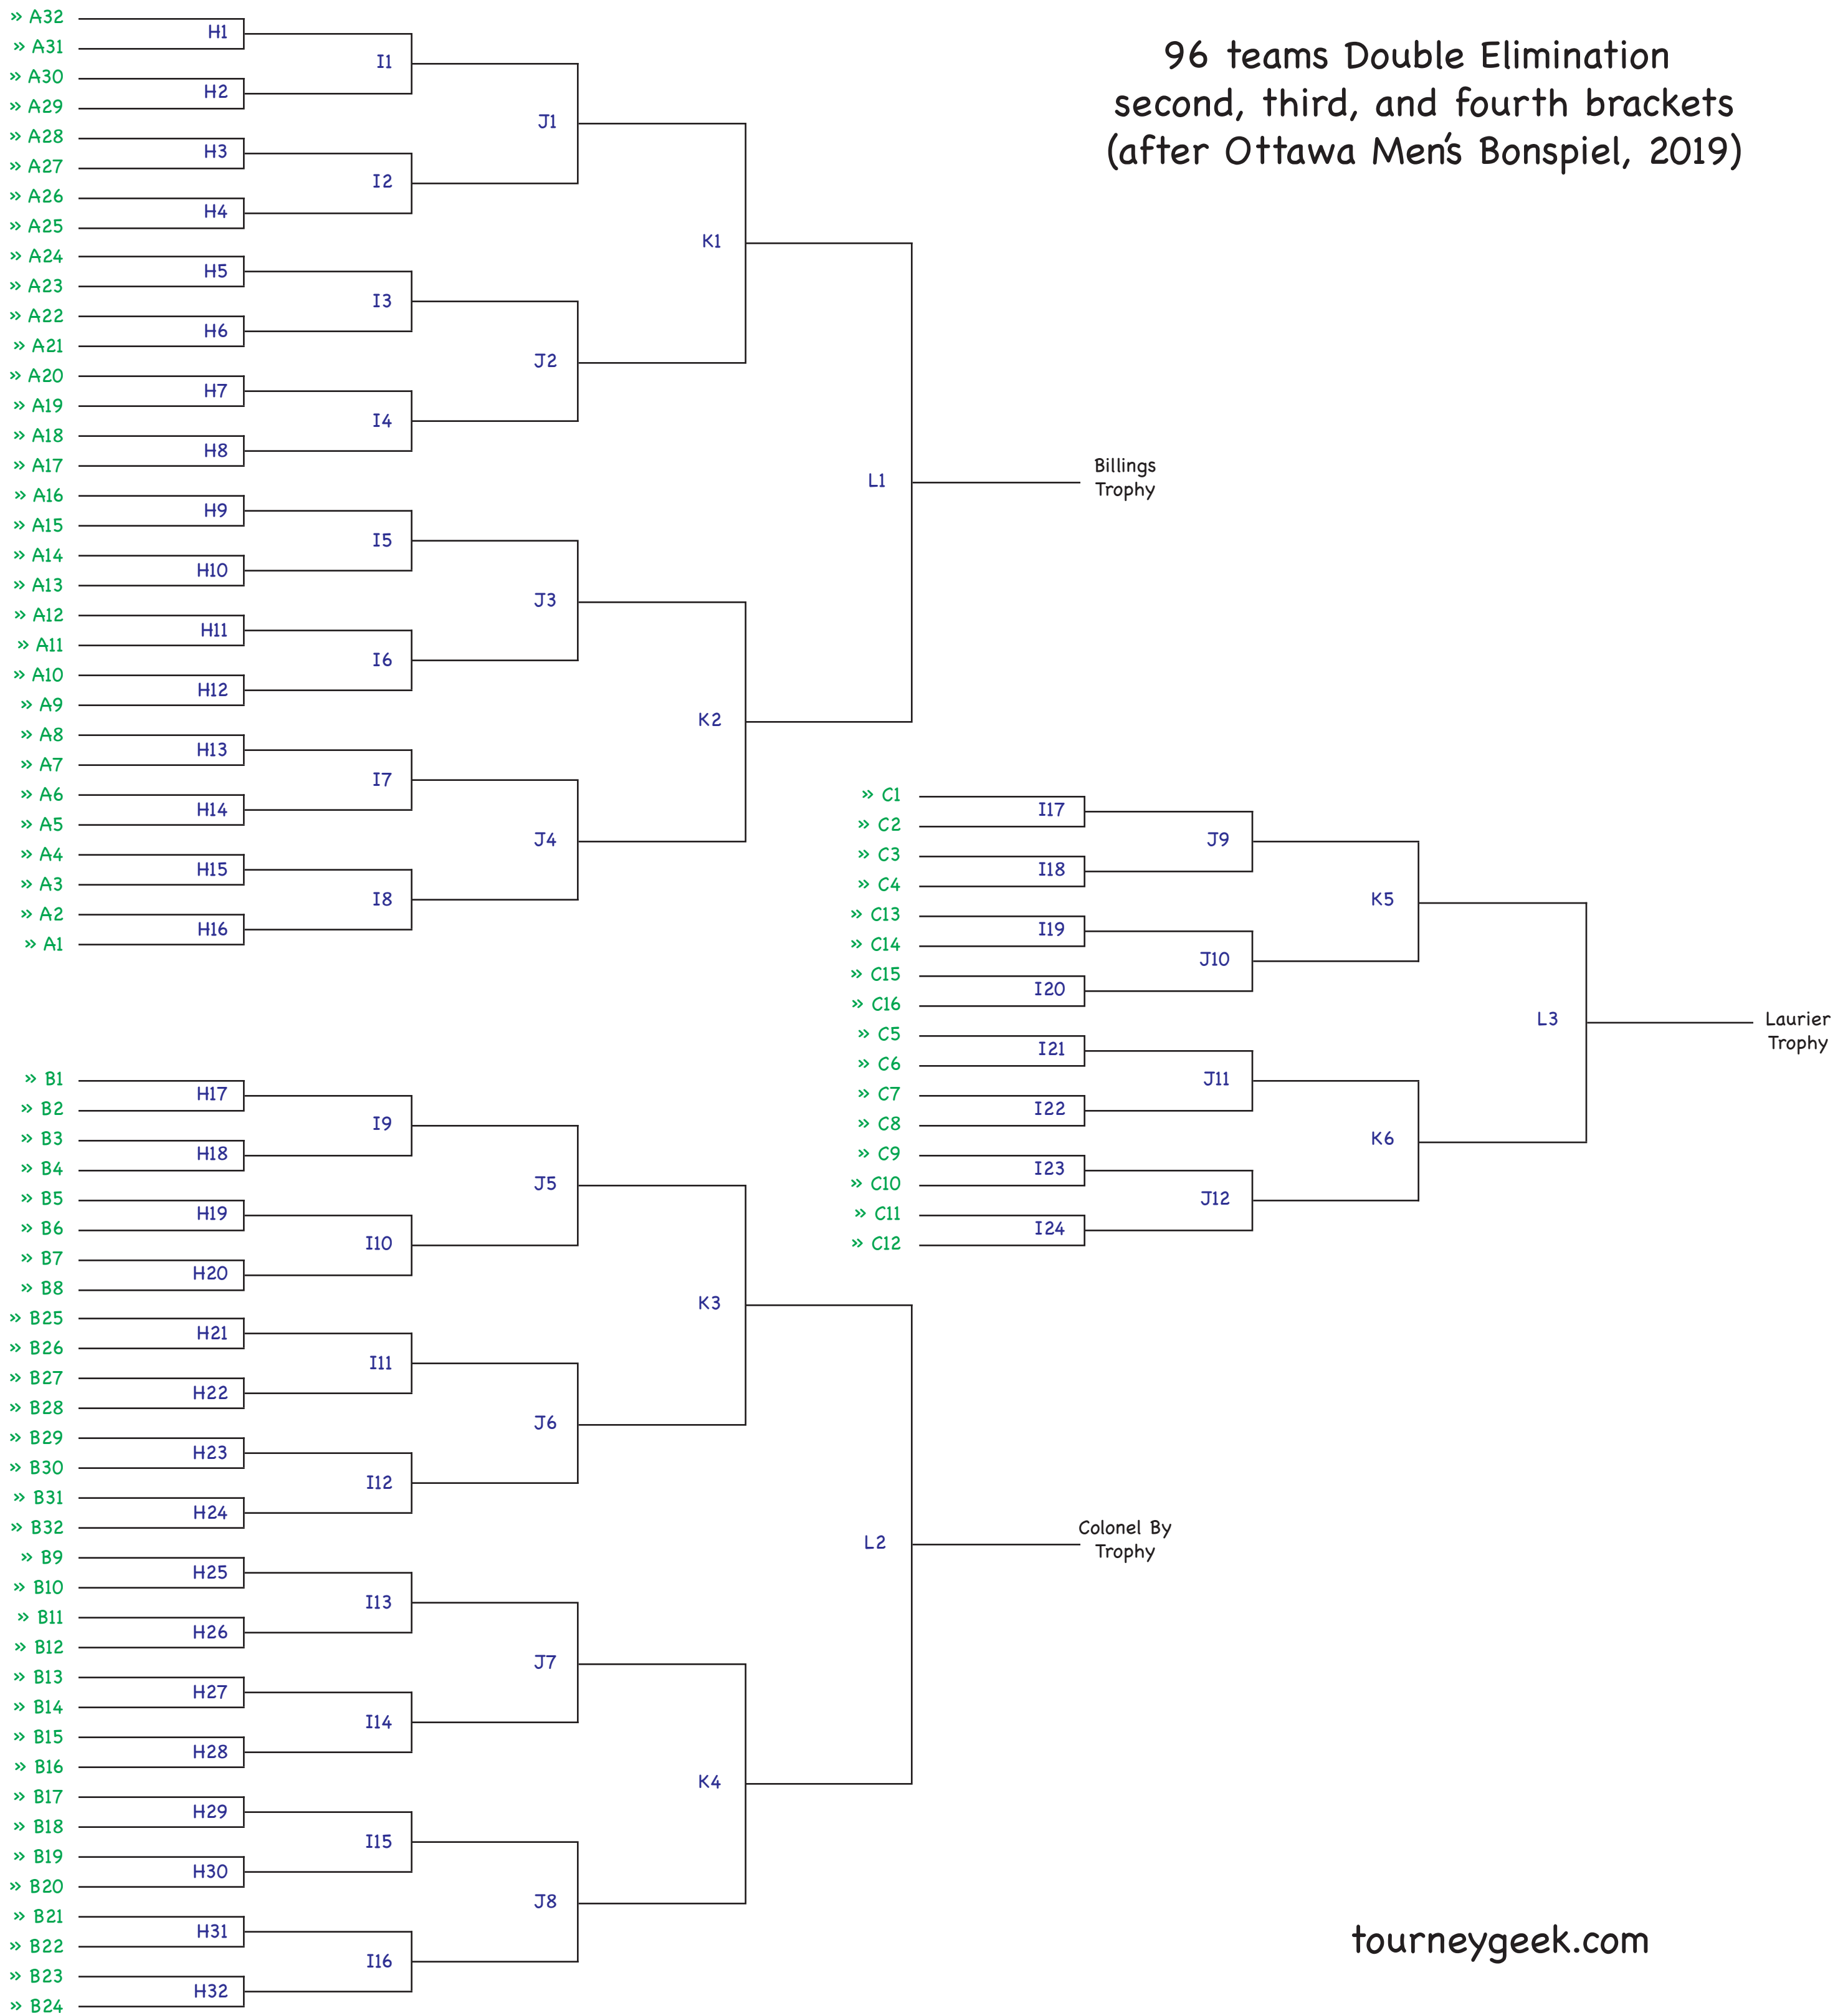 96 teams Double Elimination
second, third, and fourth brackets
(after Ottawa Men's Bonspiel, 2019)
» A32
H1
» A31
I1
» A30
H2
» A29
J1
» A28
H3
» A27
I2
» A26
H4
» A25
K1
» A24
H5
» A23
I3
» A22
H6
» A21
J2
» A20
H7
» A19
I4
» A18
H8
» A17
L1
Billings
Trophy
» A16
H9
» A15
I5
» A14
H10
» A13
J3
» A12
H11
» A11
I6
» A10
H12
» A9
K2
» A8
H13
» A7
I7
» A6
H14
» A5
J4
» A4
H15
» A3
I8
» A2
H16
» A1
» C1
I17
» C2
J9
» C3
I18
» C4
K5
» C13
I19
» C14
J10
» C15
I20
» C16
L3
Laurier
Trophy
» C5
I21
» C6
J11
» C7
I22
» C8
K6
» C9
I23
» C10
J12
» C11
I24
» C12
» B1
H17
» B2
I9
» B3
H18
» B4
J5
» B5
H19
» B6
I10
» B7
H20
» B8
K3
» B25
H21
» B26
I11
» B27
H22
» B28
J6
» B29
H23
» B30
I12
» B31
H24
» B32
L2
Colonel By
Trophy
» B9
H25
» B10
I13
» B11
H26
» B12
J7
» B13
H27
» B14
I14
» B15
H28
» B16
K4
» B17
H29
» B18
I15
» B19
H30
» B20
J8
» B21
H31
» B22
I16
» B23
H32
» B24
tourneygeek.com